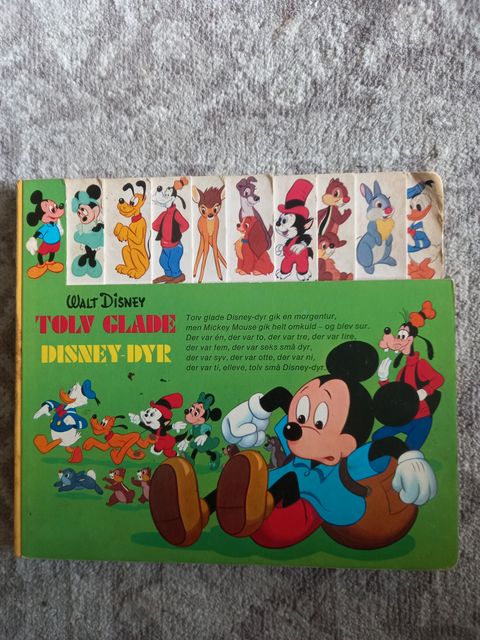 WALT DISNEY
TOLV GLADE
DISNEY-DYR
Tolv glade Disney-dyr gik en morgentur,
men Mickey Mouse gik helt omkuld – og blev sur.
Der var én, der var to, der var tre, der var fire,
der var fem, der var seks små dyr,
der var syv, der var otte, der var ni,
der var ti, elleve, tolv små Disney-dyr.